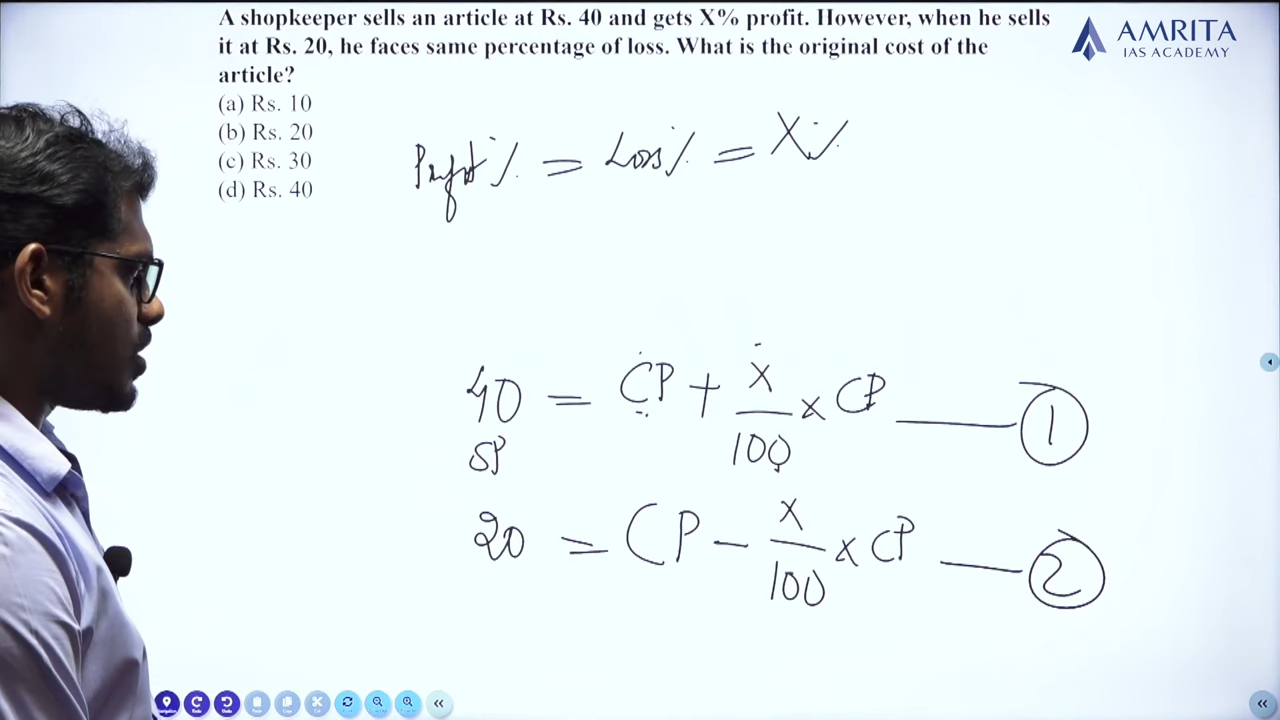 A shopkeeper sells an article at Rs. 40 and gets X% profit. However, when he sells
it at Rs. 20, he faces same percentage of loss. What is the original cost of the
article?
(a) Rs. 10
(b) Rs. 20
(c) Rs. 30
(d) Rs. 40
AMRITA
IAS ACADEMY
Profit % = Loss % = X %
40 = CP + X/100 × CP — 1
SP
20 = CP - X/100 × CP — 2